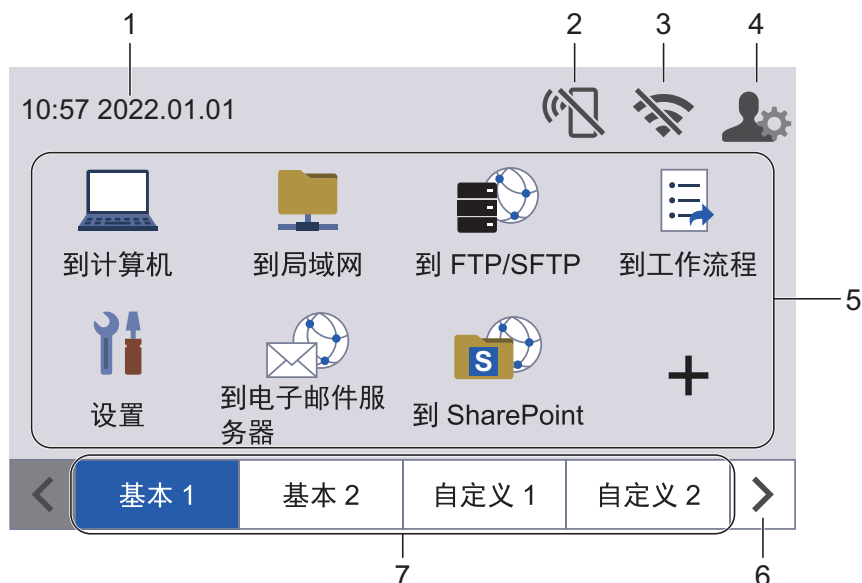 1 2 3 4
10:57 2022.01.01
到计算机 到局域网 到 FTP/SFTP 到工作流程
5
S
设置 到电子邮件服
务器 到 SharePoint +
基本 1 基本 2 自定义 1 自定义 2
7 6